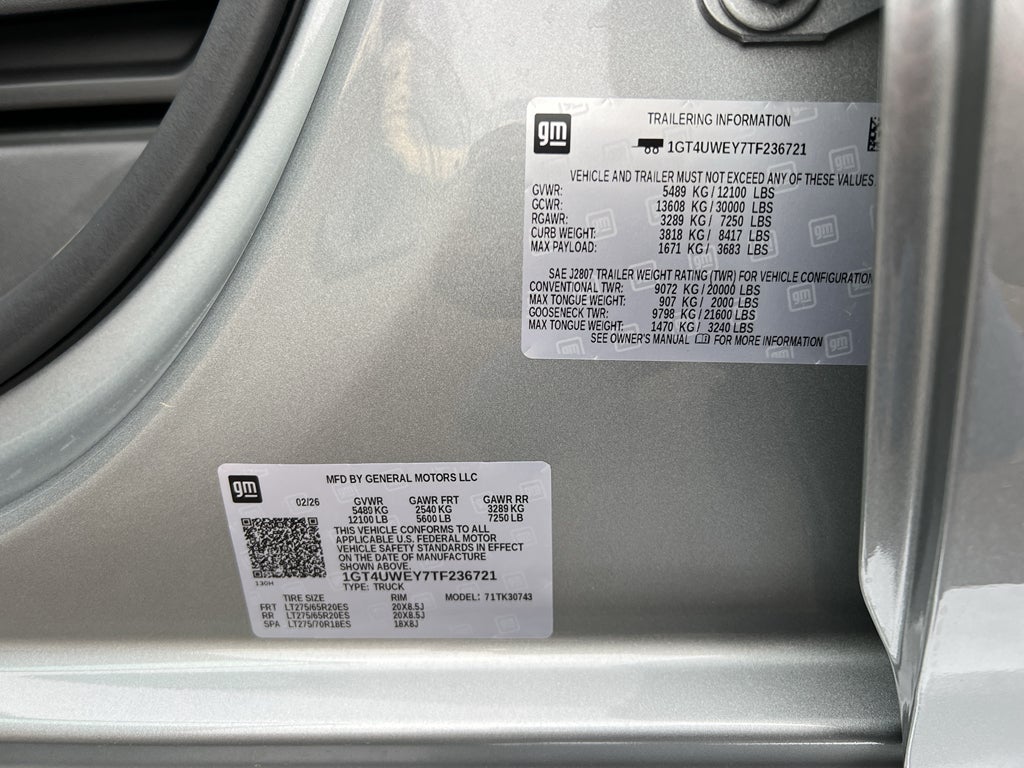 gm
TRAILERING INFORMATION
1GT4UWEY7TF236721
VEHICLE AND TRAILER MUST NOT EXCEED ANY OF THESE VALUES
GVWR: 5489 KG / 12100 LBS
GCWR: 13608 KG / 30000 LBS
RGAWR: 3289 KG / 7250 LBS
CURB WEIGHT: 3818 KG / 8417 LBS
MAX PAYLOAD: 1671 KG / 3683 LBS
SAE J2807 TRAILER WEIGHT RATING (TWR) FOR VEHICLE CONFIGURATION
CONVENTIONAL TWR: 9072 KG / 20000 LBS
MAX TONGUE WEIGHT: 907 KG / 2000 LBS
GOOSENECK TWR: 9798 KG / 21600 LBS
MAX TONGUE WEIGHT: 1470 KG / 3240 LBS
SEE OWNER'S MANUAL FOR MORE INFORMATION
gm
MFD BY GENERAL MOTORS LLC
02/26 GVWR GAWR FRT GAWR RR
5489 KG 2540 KG 3289 KG
12100 LB 5600 LB 7250 LB
THIS VEHICLE CONFORMS TO ALL
APPLICABLE U.S. FEDERAL MOTOR
VEHICLE SAFETY STANDARDS IN EFFECT
ON THE DATE OF MANUFACTURE
SHOWN ABOVE.
130H
1GT4UWEY7TF236721
TYPE: TRUCK
TIRE SIZE RIM MODEL: 71TK30743
FRT LT275/65R20ES 20X8.5J
RR LT275/65R20ES 20X8.5J
SPA LT275/70R18ES 18X8J